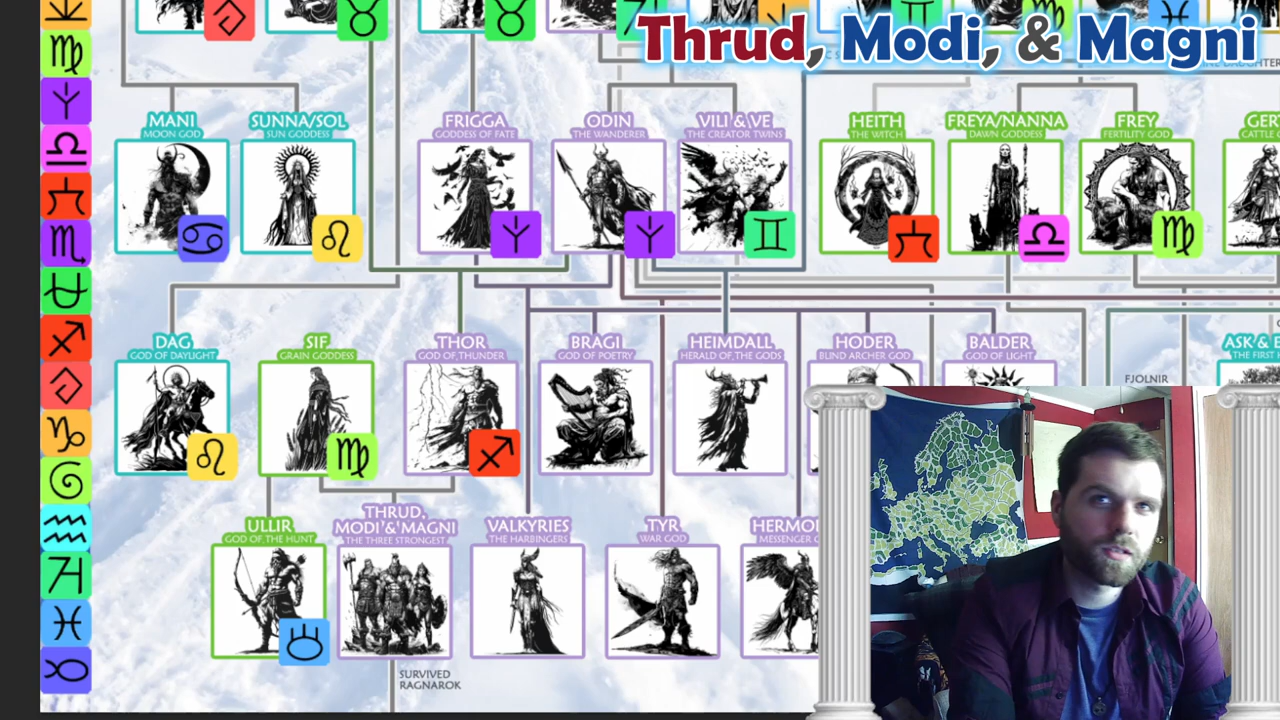 Thrud, Modi, & Magni
MANI
MOON GOD
SUNNA/SOL
SUN GODDESS
FRIGGA
GODDESS OF FATE
ODIN
THE WANDERER
VILI & VE
THE CREATOR TWINS
HEITH
THE WITCH
FREYA/NANNA
DAWN GODDESS
FREY
FERTILITY GOD
DAG
GOD OF DAYLIGHT
SIF
GRAIN GODDESS
THOR
GOD OF THUNDER
BRAGI
GOD OF POETRY
HEIMDALL
HERALD OF THE GODS
HODER
BLIND ARCHER GOD
BALDER
GOD OF LIGHT
ASK &
THE FIRST
FJOLNIR
ULLIR
GOD OF THE HUNT
THRUD,
MODI & MAGNI
THE THREE STRONGEST
VALKYRIES
THE HARBINGERS
TYR
WAR GOD
MESSENGER
SURVIVED
RAGNAROK